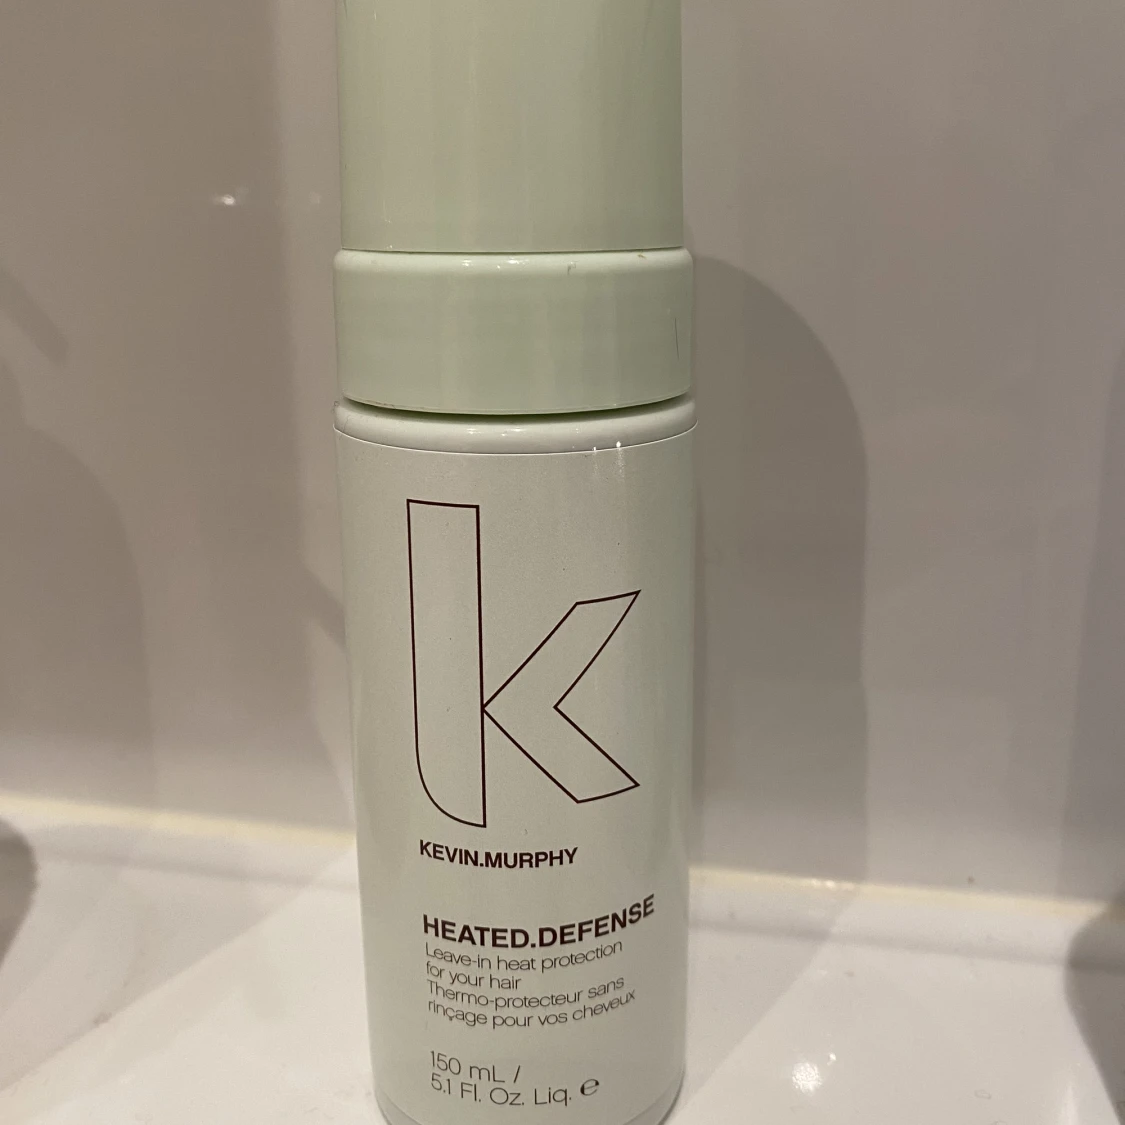 k
KEVIN.MURPHY
HEATED.DEFENSE
Leave-in heat protection
for your hair
Thermo-protecteur sans
rinçage pour vos cheveux
150 mL /
5.1 Fl. Oz. Liq. ℮